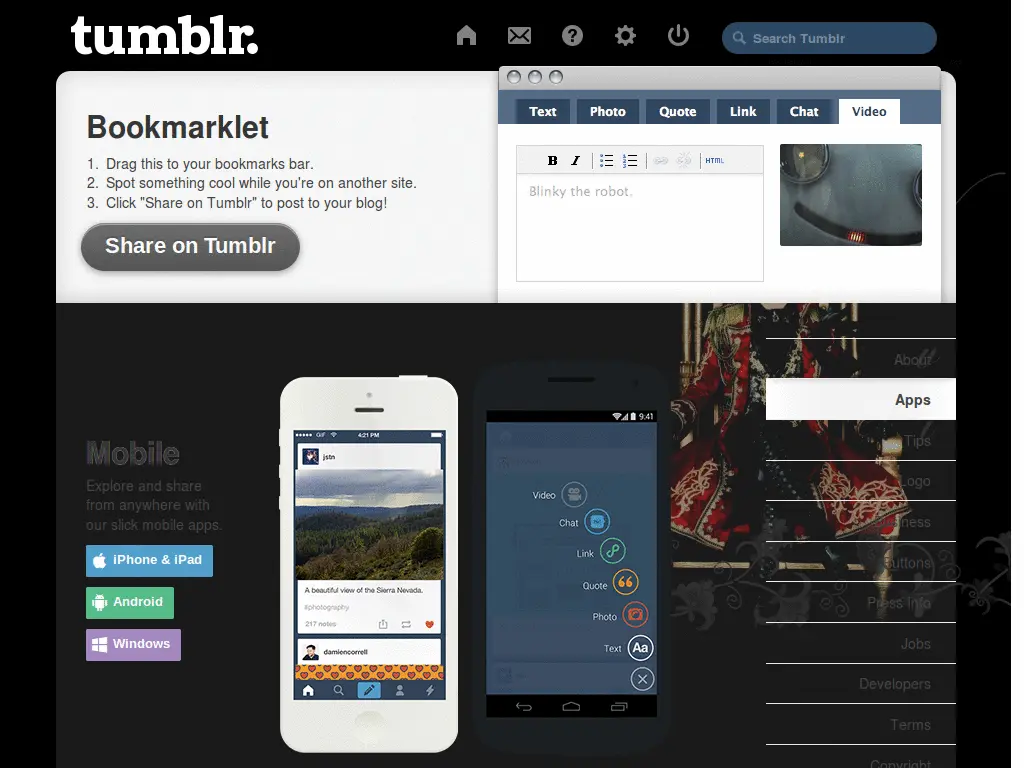 tumblr.
Search Tumblr
Bookmarklet
1. Drag this to your bookmarks bar.
2. Spot something cool while you're on another site.
3. Click "Share on Tumblr" to post to your blog!
Share on Tumblr
Text Photo Quote Link Chat Video
B I HTML
Blinky the robot.
Mobile
Explore and share
from anywhere with
our slick mobile apps.
iPhone & iPad
Android
Windows
GIF 4:21 PM
jstn
A beautiful view of the Sierra Nevada.
#photography
217 notes
damiencorrell
9:41
Video
Chat
Link
Quote
Photo
Text Aa
About
Apps
Tips
Logo
Business
Buttons
Press Info
Jobs
Developers
Terms
Copyright